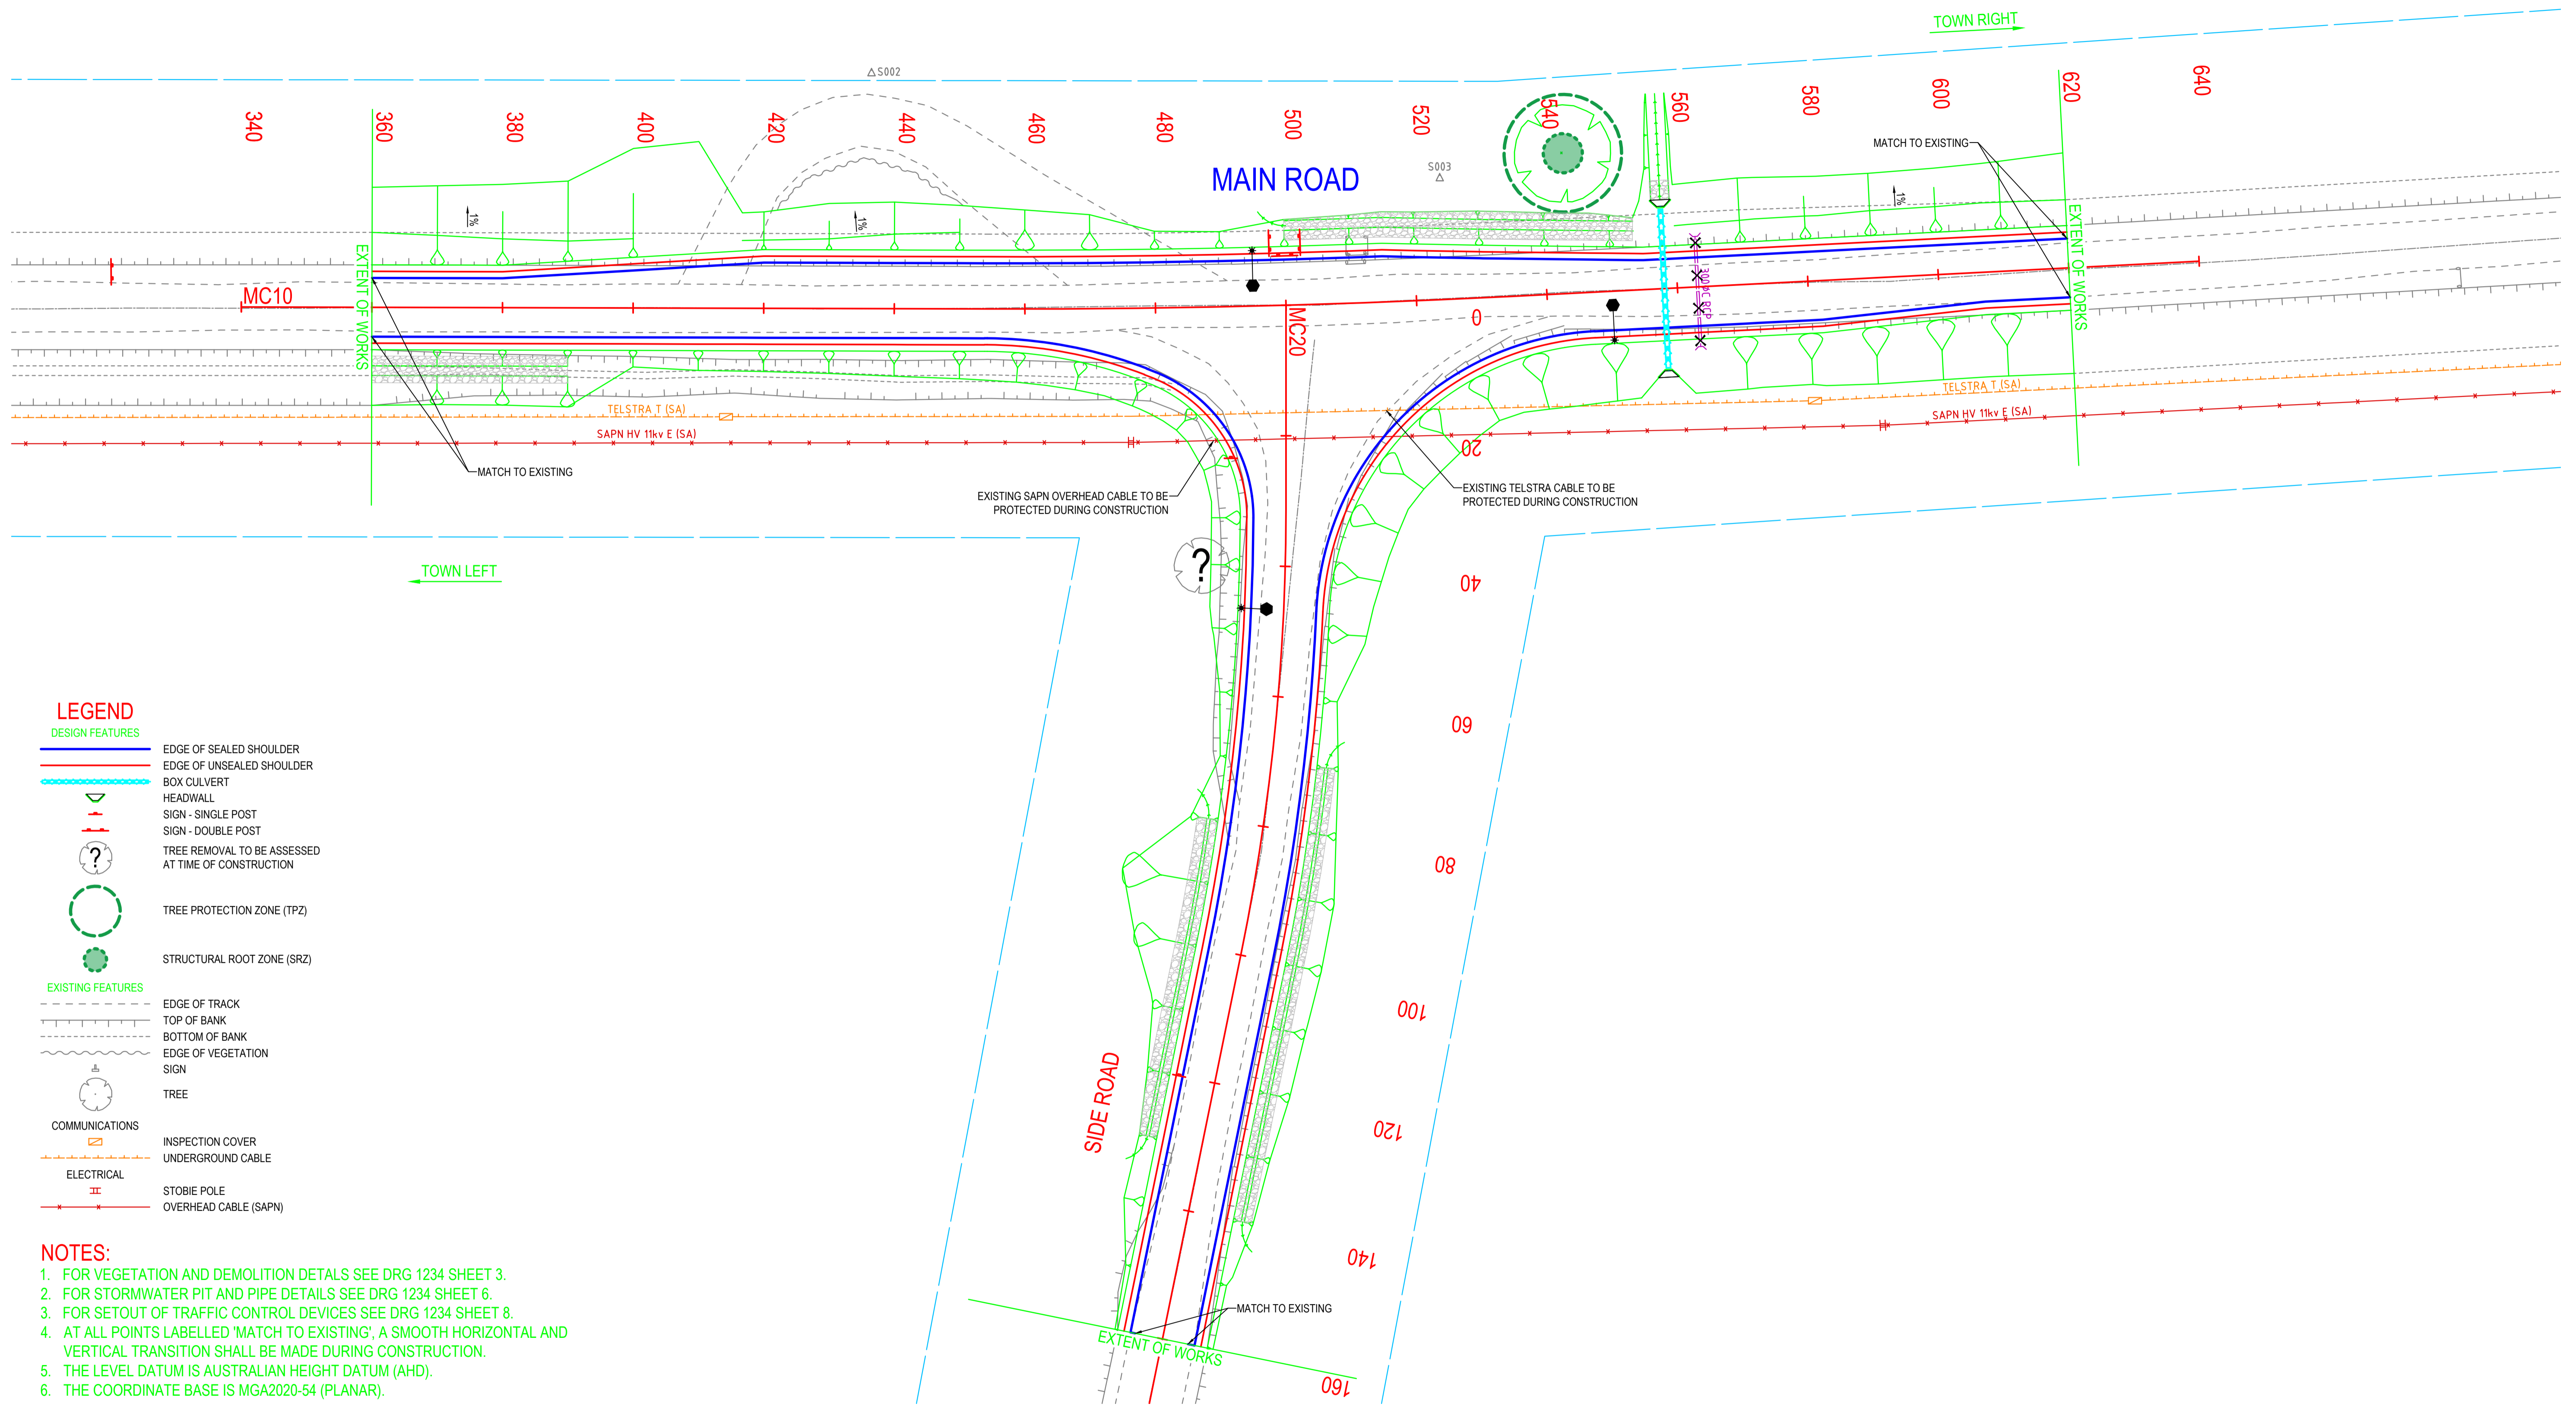 TOWN RIGHT
S002
340
360
380
400
420
440
460
480
500
520
540
560
580
600
620
640
MATCH TO EXISTING
S003
MAIN ROAD
1%
1%
1%
EXTENT OF WORKS
EXTENT OF WORKS
MC10
MC20
0
TELSTRA T (SA)
TELSTRA T (SA)
SAPN HV 11kv E (SA)
SAPN HV 11kv E (SA)
20
MATCH TO EXISTING
EXISTING SAPN OVERHEAD CABLE TO BE
PROTECTED DURING CONSTRUCTION
EXISTING TELSTRA CABLE TO BE
PROTECTED DURING CONSTRUCTION
TOWN LEFT
?
40
60
80
100
120
140
160
SIDE ROAD
MATCH TO EXISTING
EXTENT OF WORKS
LEGEND
DESIGN FEATURES
EDGE OF SEALED SHOULDER
EDGE OF UNSEALED SHOULDER
BOX CULVERT
HEADWALL
SIGN - SINGLE POST
SIGN - DOUBLE POST
?
TREE REMOVAL TO BE ASSESSED
AT TIME OF CONSTRUCTION
TREE PROTECTION ZONE (TPZ)
STRUCTURAL ROOT ZONE (SRZ)
EXISTING FEATURES
EDGE OF TRACK
TOP OF BANK
BOTTOM OF BANK
EDGE OF VEGETATION
SIGN
TREE
COMMUNICATIONS
INSPECTION COVER
UNDERGROUND CABLE
ELECTRICAL
STOBIE POLE
OVERHEAD CABLE (SAPN)
NOTES:
1. FOR VEGETATION AND DEMOLITION DETALS SEE DRG 1234 SHEET 3.
2. FOR STORMWATER PIT AND PIPE DETAILS SEE DRG 1234 SHEET 6.
3. FOR SETOUT OF TRAFFIC CONTROL DEVICES SEE DRG 1234 SHEET 8.
4. AT ALL POINTS LABELLED 'MATCH TO EXISTING', A SMOOTH HORIZONTAL AND
VERTICAL TRANSITION SHALL BE MADE DURING CONSTRUCTION.
5. THE LEVEL DATUM IS AUSTRALIAN HEIGHT DATUM (AHD).
6. THE COORDINATE BASE IS MGA2020-54 (PLANAR).